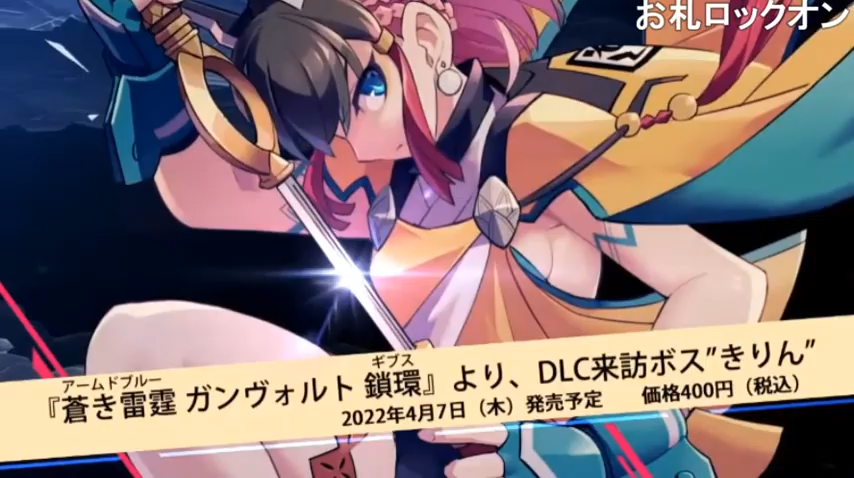 お札ロックオン
アームドブルー ギブス
『蒼き雷霆 ガンヴォルト 鎖環』より、DLC来訪ボス”きりん”
2022年4月7日（木）発売予定 価格400円（税込）